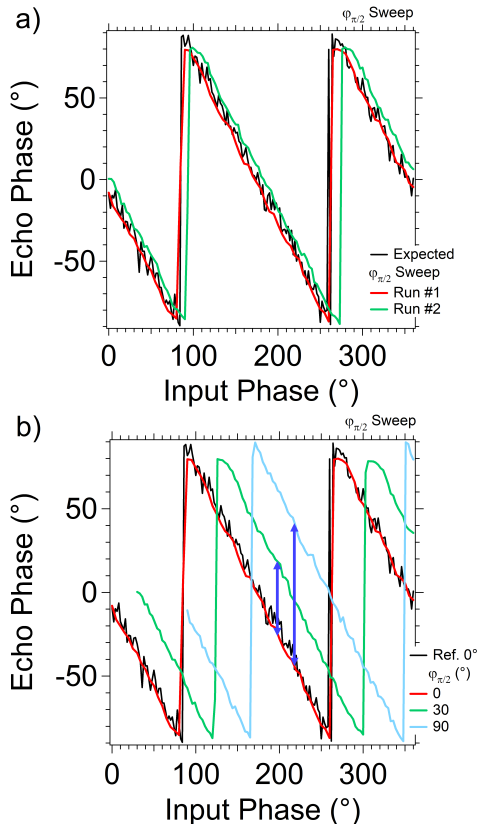 a)
φπ/2 Sweep
Echo Phase (°)
50
0
-50
Expected
φπ/2 Sweep
Run #1
Run #2
0 100 200 300
Input Phase (°)
b)
φπ/2 Sweep
Echo Phase (°)
50
0
-50
Ref. 0°
φπ/2 (°)
0
30
90
0 100 200 300
Input Phase (°)